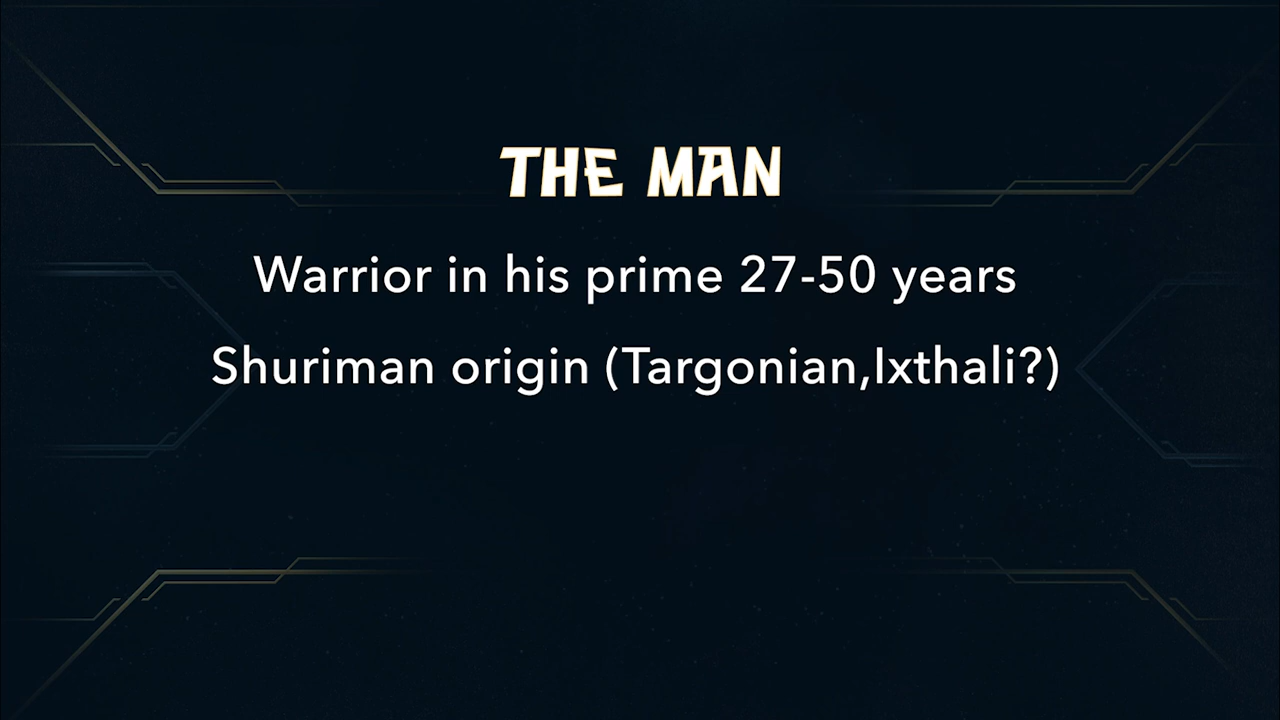 THE MAN
Warrior in his prime 27-50 years
Shuriman origin (Targonian,Ixthali?)